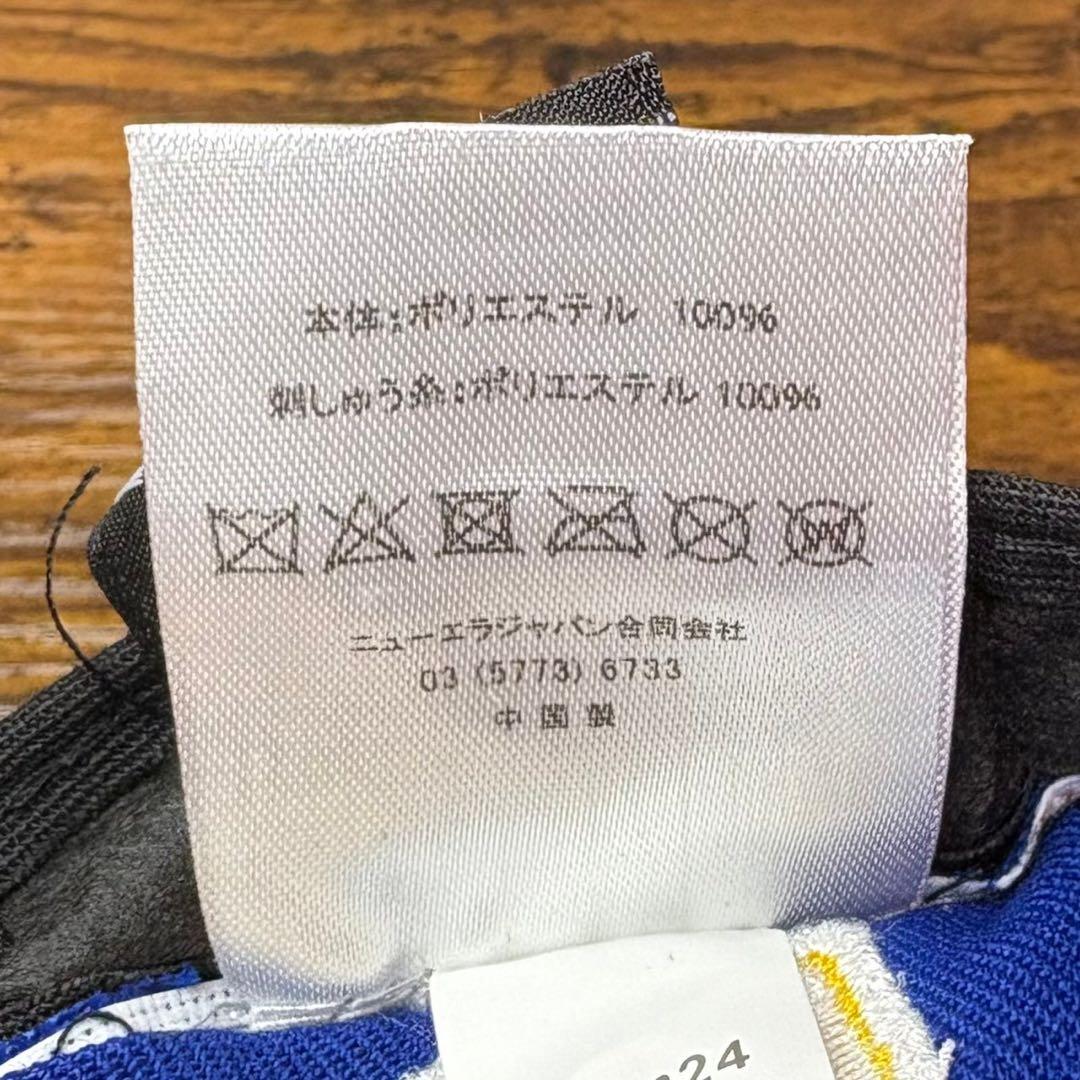 本体:ポリエステル 100%
刺しゅう糸:ポリエステル 100%
ニューエラジャパン合同会社
03 (5773) 6733
中国製
24